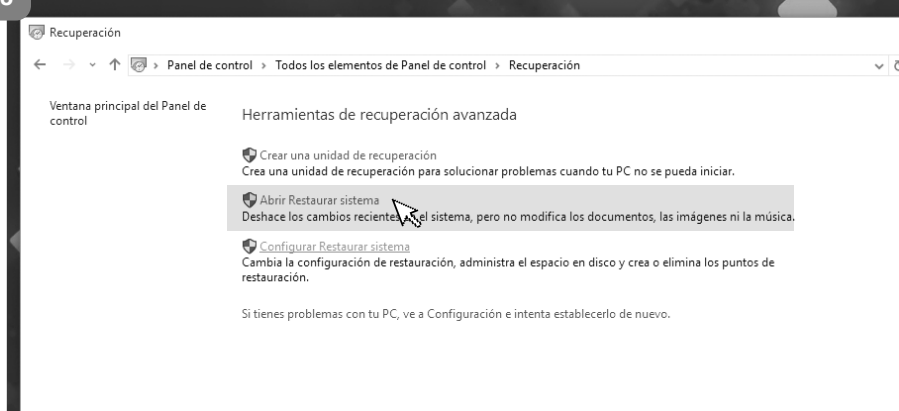 Recuperación
Panel de control > Todos los elementos de Panel de control > Recuperación
Ventana principal del Panel de
control
Herramientas de recuperación avanzada
Crear una unidad de recuperación
Crea una unidad de recuperación para solucionar problemas cuando tu PC no se pueda iniciar.
Abrir Restaurar sistema
Deshace los cambios recientes el sistema, pero no modifica los documentos, las imágenes ni la música.
Configurar Restaurar sistema
Cambia la configuración de restauración, administra el espacio en disco y crea o elimina los puntos de
restauración.
Si tienes problemas con tu PC, ve a Configuración e intenta establecerlo de nuevo.